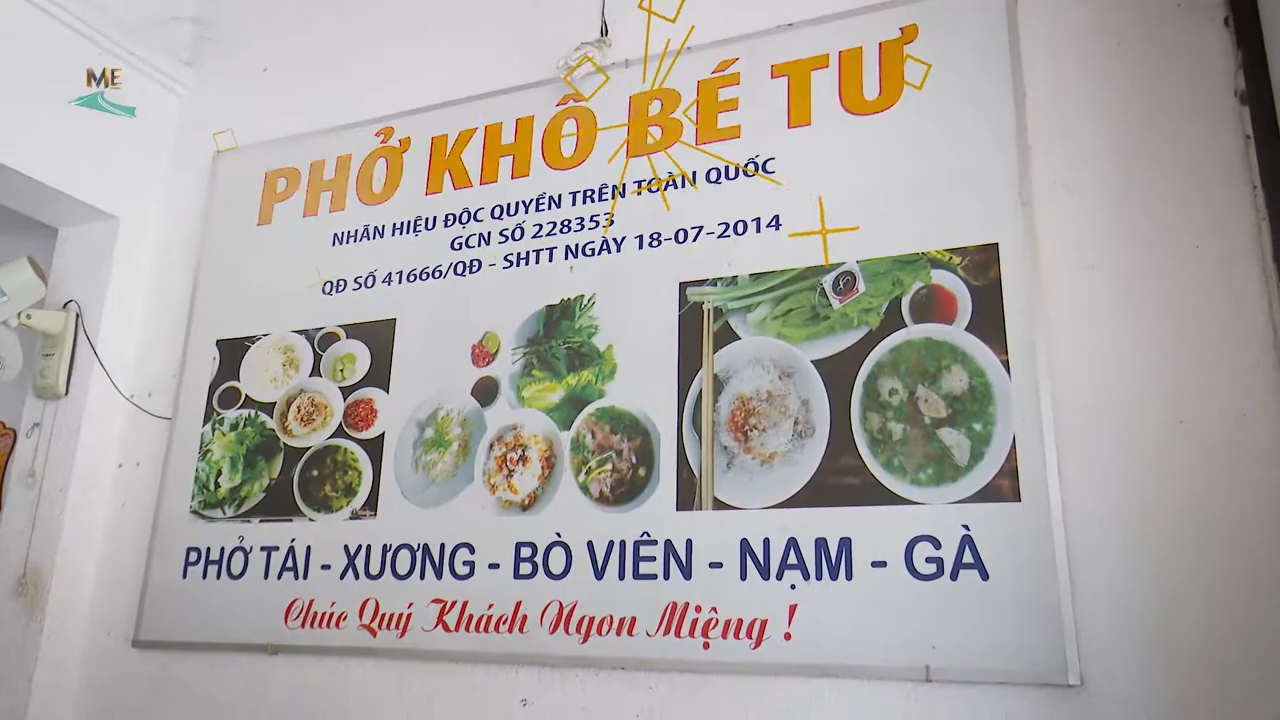 ME
PHỞ KHÔ BÉ TƯ
NHÃN HIỆU ĐỘC QUYỀN TRÊN TOÀN QUỐC
GCN SỐ 228353
QĐ SỐ 41666/QĐ - SHTT NGÀY 18-07-2014
PHỞ TÁI - XƯƠNG - BÒ VIÊN - NẠM - GÀ
Chúc Quý Khách Ngon Miệng !